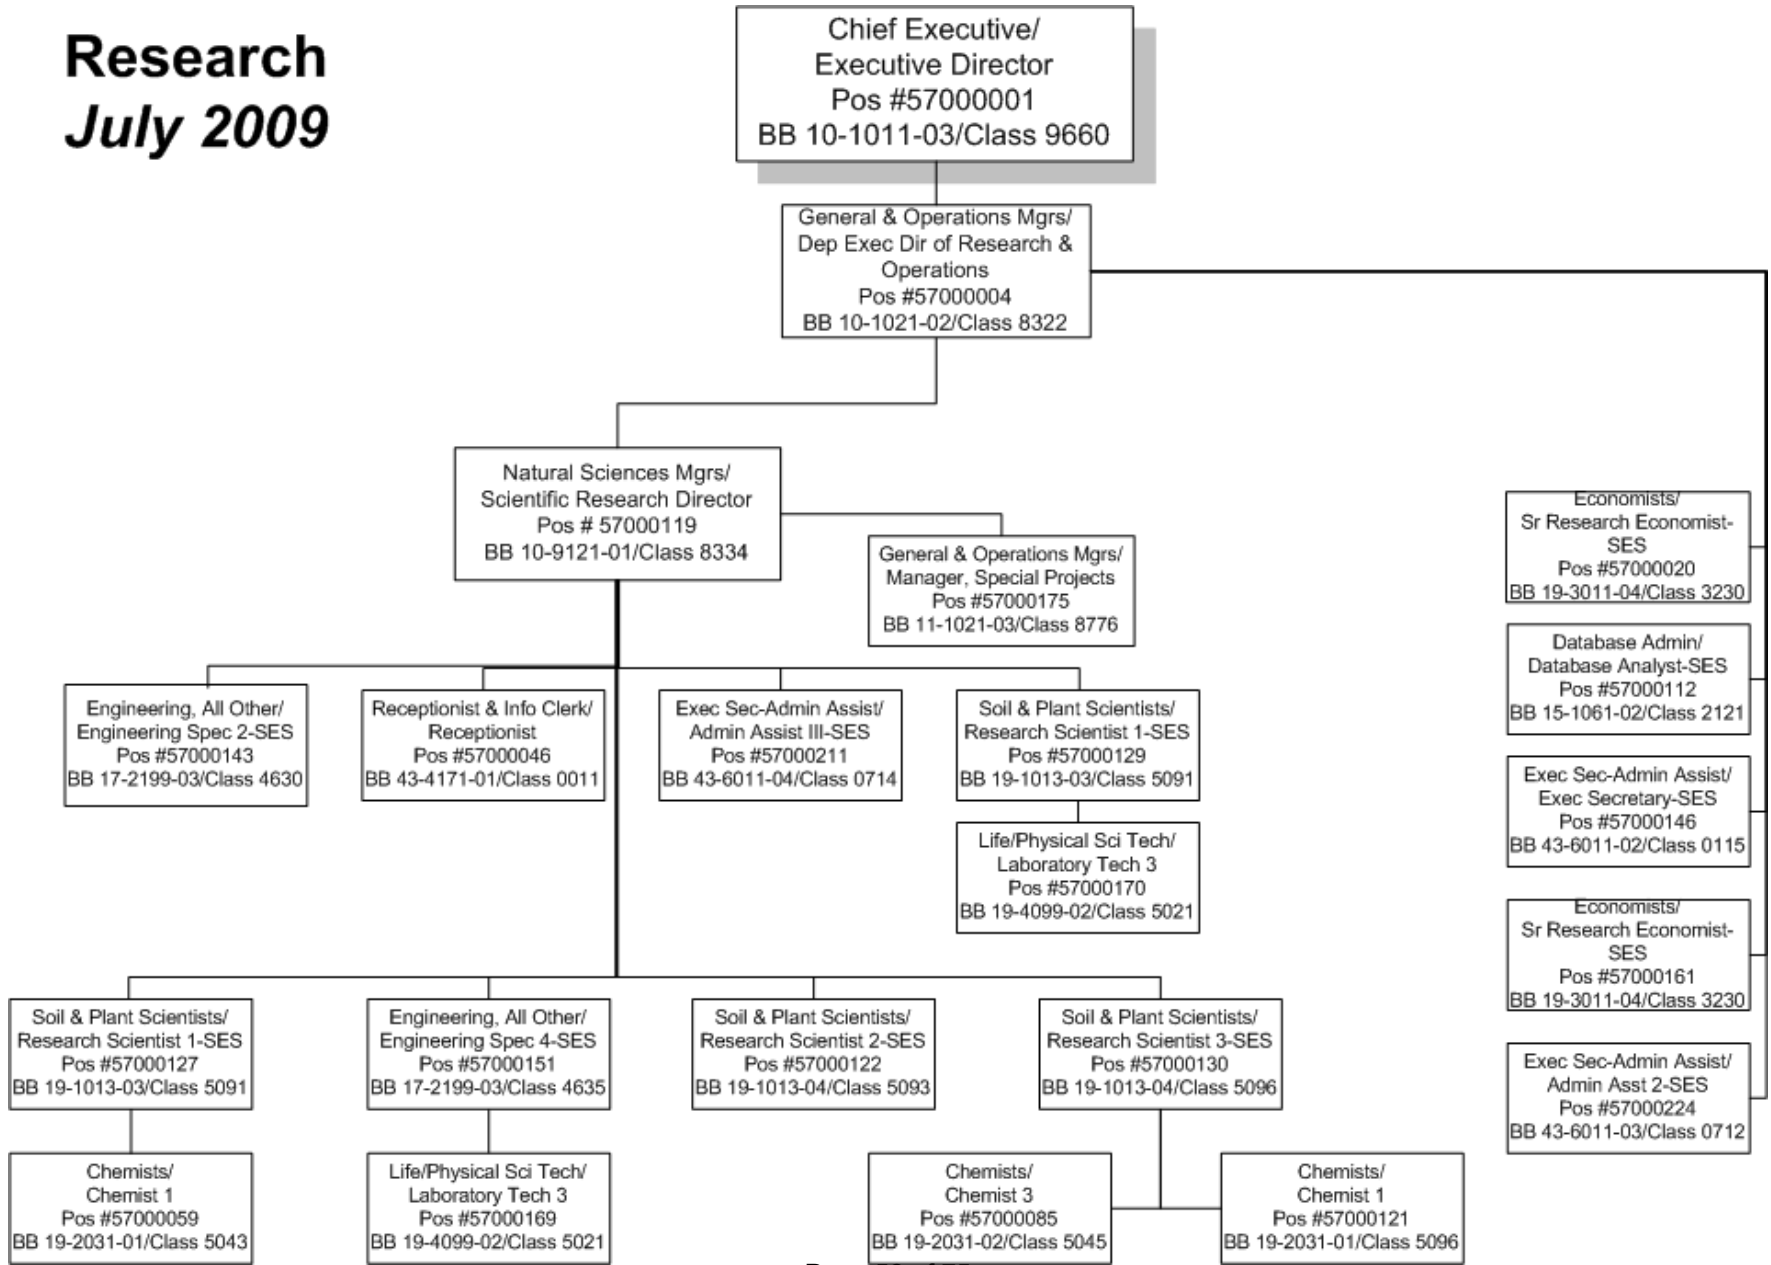 Research
July 2009
Chief Executive/
Executive Director
Pos #57000001
BB 10-1011-03/Class 9660
General & Operations Mgrs/
Dep Exec Dir of Research &
Operations
Pos #57000004
BB 10-1021-02/Class 8322
Natural Sciences Mgrs/
Scientific Research Director
Pos # 57000119
BB 10-9121-01/Class 8334
General & Operations Mgrs/
Manager, Special Projects
Pos #57000175
BB 11-1021-03/Class 8776
Economists/
Sr Research Economist-
SES
Pos #57000020
BB 19-3011-04/Class 3230
Database Admin/
Database Analyst-SES
Pos #57000112
BB 15-1061-02/Class 2121
Exec Sec-Admin Assist/
Exec Secretary-SES
Pos #57000146
BB 43-6011-02/Class 0115
Economists/
Sr Research Economist-
SES
Pos #57000161
BB 19-3011-04/Class 3230
Exec Sec-Admin Assist/
Admin Asst 2-SES
Pos #57000224
BB 43-6011-03/Class 0712
Engineering, All Other/
Engineering Spec 2-SES
Pos #57000143
BB 17-2199-03/Class 4630
Receptionist & Info Clerk/
Receptionist
Pos #57000046
BB 43-4171-01/Class 0011
Exec Sec-Admin Assist/
Admin Assist III-SES
Pos #57000211
BB 43-6011-04/Class 0714
Soil & Plant Scientists/
Research Scientist 1-SES
Pos #57000129
BB 19-1013-03/Class 5091
Life/Physical Sci Tech/
Laboratory Tech 3
Pos #57000170
BB 19-4099-02/Class 5021
Soil & Plant Scientists/
Research Scientist 1-SES
Pos #57000127
BB 19-1013-03/Class 5091
Engineering, All Other/
Engineering Spec 4-SES
Pos #57000151
BB 17-2199-03/Class 4635
Soil & Plant Scientists/
Research Scientist 2-SES
Pos #57000122
BB 19-1013-04/Class 5093
Soil & Plant Scientists/
Research Scientist 3-SES
Pos #57000130
BB 19-1013-04/Class 5096
Chemists/
Chemist 1
Pos #57000059
BB 19-2031-01/Class 5043
Life/Physical Sci Tech/
Laboratory Tech 3
Pos #57000169
BB 19-4099-02/Class 5021
Chemists/
Chemist 3
Pos #57000085
BB 19-2031-02/Class 5045
Chemists/
Chemist 1
Pos #57000121
BB 19-2031-01/Class 5096